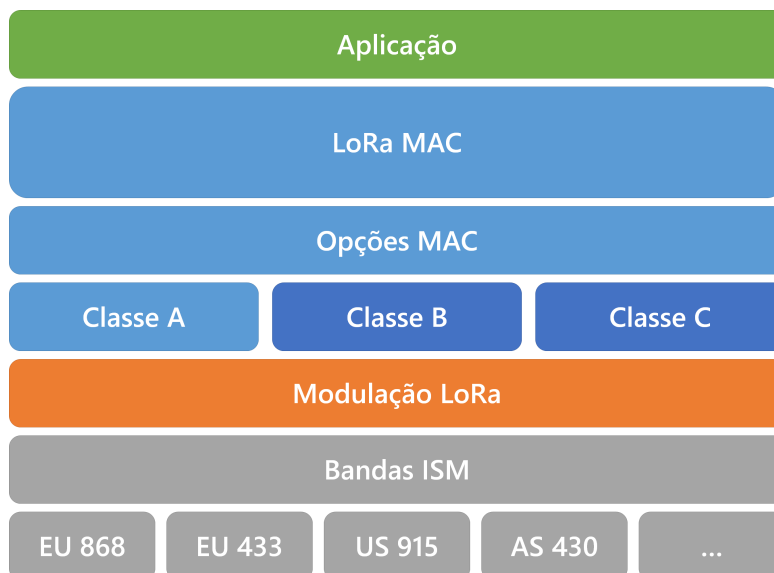 Aplicação
LoRa MAC
Opções MAC
Classe A
Classe B
Classe C
Modulação LoRa
Bandas ISM
EU 868
EU 433
US 915
AS 430
...